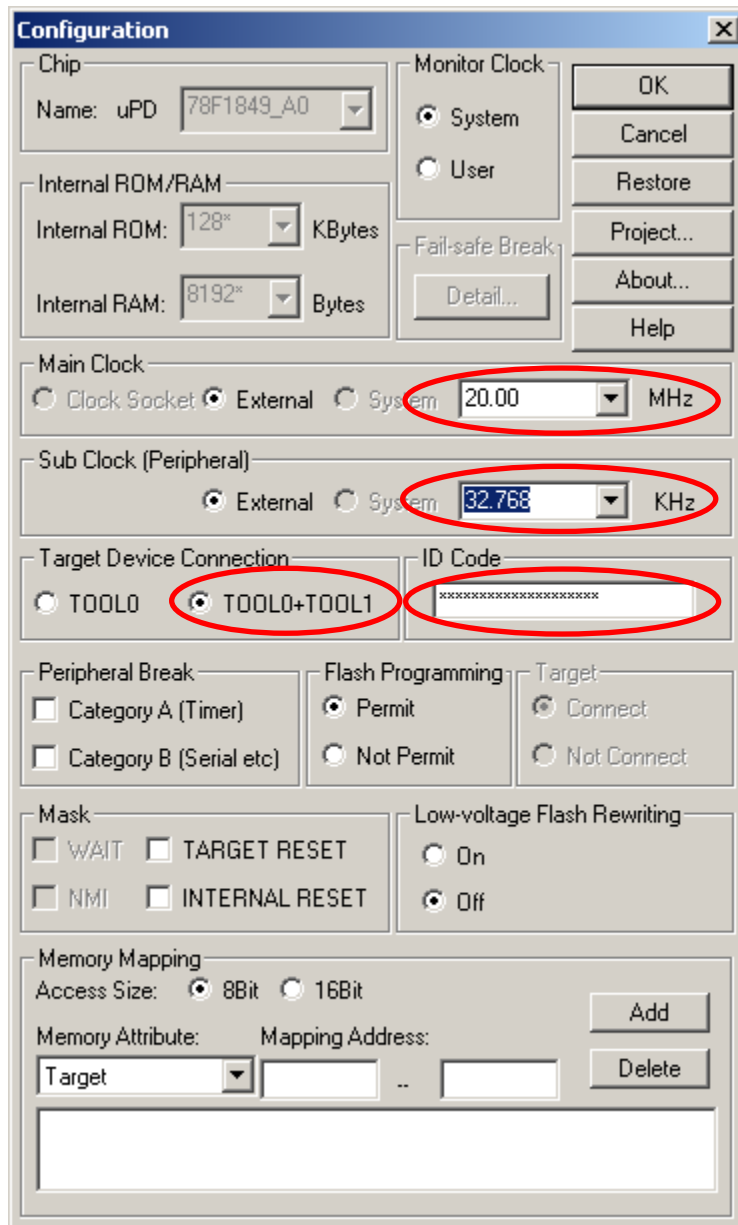 Configuration
Chip
Name: uPD 78F1849_A0
Monitor Clock
System
User
OK
Cancel
Restore
Project...
About...
Help
Internal ROM/RAM
Internal ROM: 128* KBytes
Internal RAM: 8192* Bytes
Fail-safe Break
Detail...
Main Clock
Clock Socket External System 20.00 MHz
Sub Clock (Peripheral)
External System 32.768 KHz
Target Device Connection
TOOL0 TOOL0+TOOL1
ID Code
********************
Peripheral Break
Category A (Timer)
Category B (Serial etc)
Flash Programming
Permit
Not Permit
Target
Connect
Not Connect
Mask
WAIT TARGET RESET
NMI INTERNAL RESET
Low-voltage Flash Rewriting
On
Off
Memory Mapping
Access Size: 8Bit 16Bit
Memory Attribute: Mapping Address:
Target --
Add
Delete